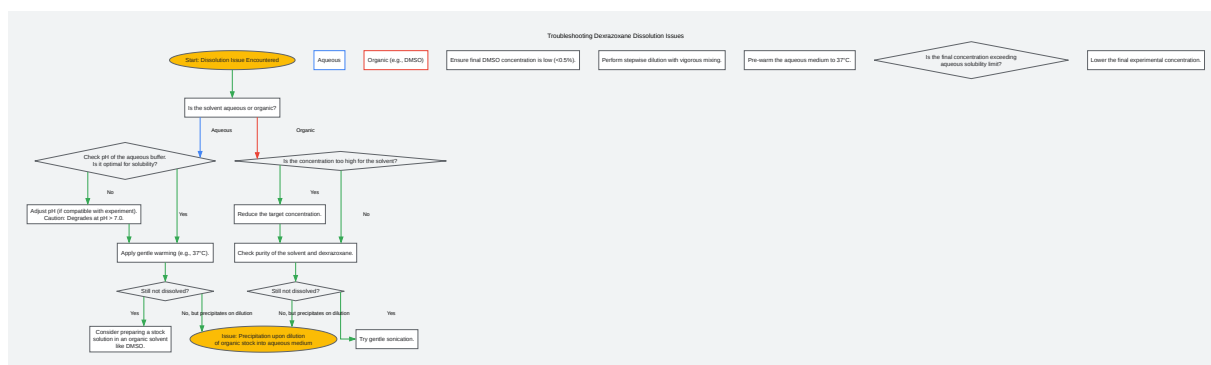 Troubleshooting Dexrazoxane Dissolution Issues
Start: Dissolution Issue Encountered
Aqueous
Organic (e.g., DMSO)
Ensure final DMSO concentration is low (<0.5%).
Perform stepwise dilution with vigorous mixing.
Pre-warm the aqueous medium to 37°C.
Is the final concentration exceeding
aqueous solubility limit?
Lower the final experimental concentration.
Is the solvent aqueous or organic?
Aqueous
Organic
Check pH of the aqueous buffer.
Is it optimal for solubility?
Is the concentration too high for the solvent?
No
Yes
Yes
No
Adjust pH (if compatible with experiment).
Caution: Degrades at pH > 7.0.
Reduce the target concentration.
Apply gentle warming (e.g., 37°C).
Check purity of the solvent and dexrazoxane.
Still not dissolved?
Still not dissolved?
Yes
No, but precipitates on dilution
No, but precipitates on dilution
Yes
Consider preparing a stock
solution in an organic solvent
like DMSO.
Issue: Precipitation upon dilution
of organic stock into aqueous medium
Try gentle sonication.